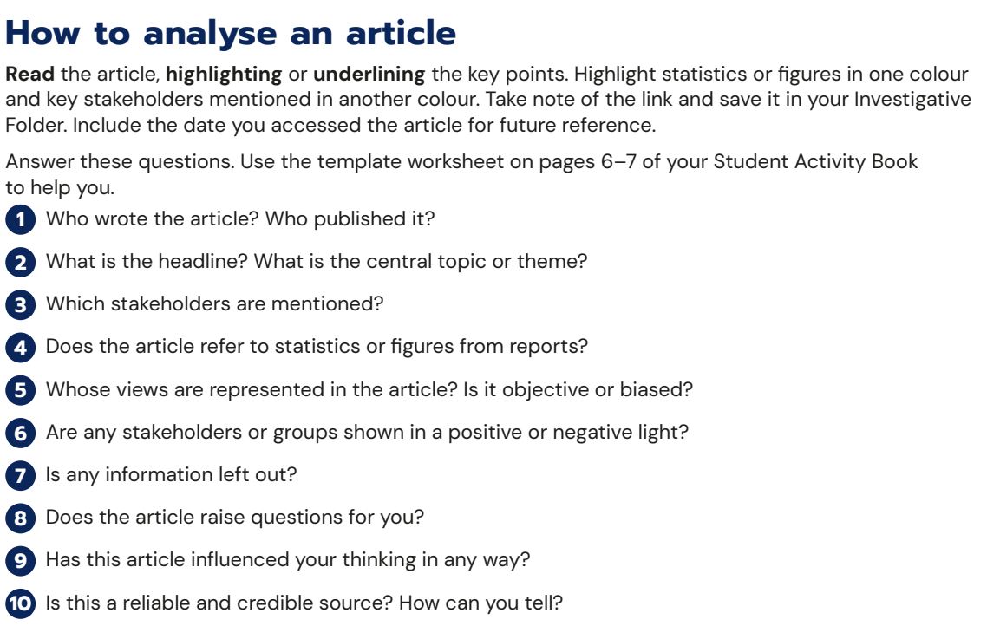 How to analyse an article
Read the article, highlighting or underlining the key points. Highlight statistics or figures in one colour
and key stakeholders mentioned in another colour. Take note of the link and save it in your Investigative
Folder. Include the date you accessed the article for future reference.
Answer these questions. Use the template worksheet on pages 6–7 of your Student Activity Book
to help you.
1 Who wrote the article? Who published it?
2 What is the headline? What is the central topic or theme?
3 Which stakeholders are mentioned?
4 Does the article refer to statistics or figures from reports?
5 Whose views are represented in the article? Is it objective or biased?
6 Are any stakeholders or groups shown in a positive or negative light?
7 Is any information left out?
8 Does the article raise questions for you?
9 Has this article influenced your thinking in any way?
10 Is this a reliable and credible source? How can you tell?